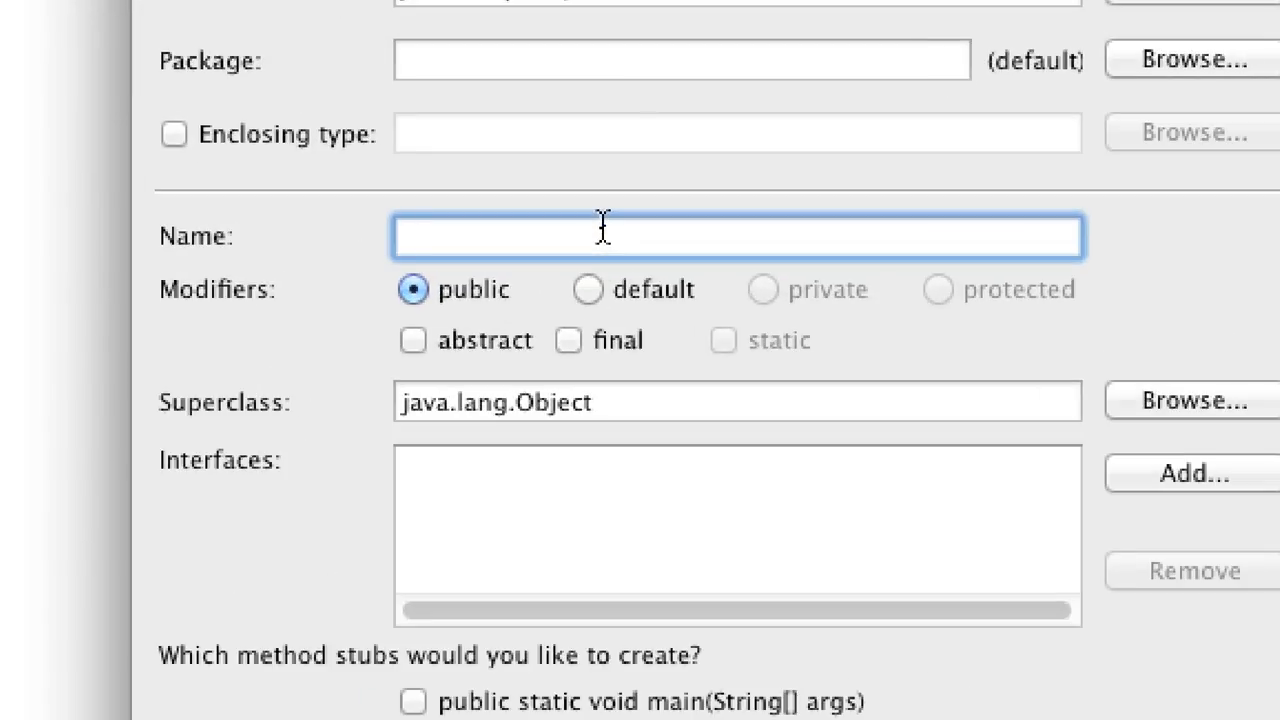 Package: (default) Browse...
Enclosing type: Browse...
Name:
Modifiers: public default private protected
abstract final static
Superclass: java.lang.Object Browse...
Interfaces: Add...
Remove
Which method stubs would you like to create?
public static void main(String[] args)